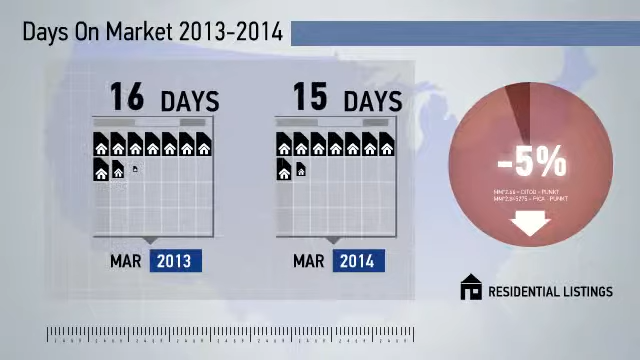 Days On Market 2013-2014
16 DAYS
15 DAYS
-5%
MAR 2013
MAR 2014
RESIDENTIAL LISTINGS